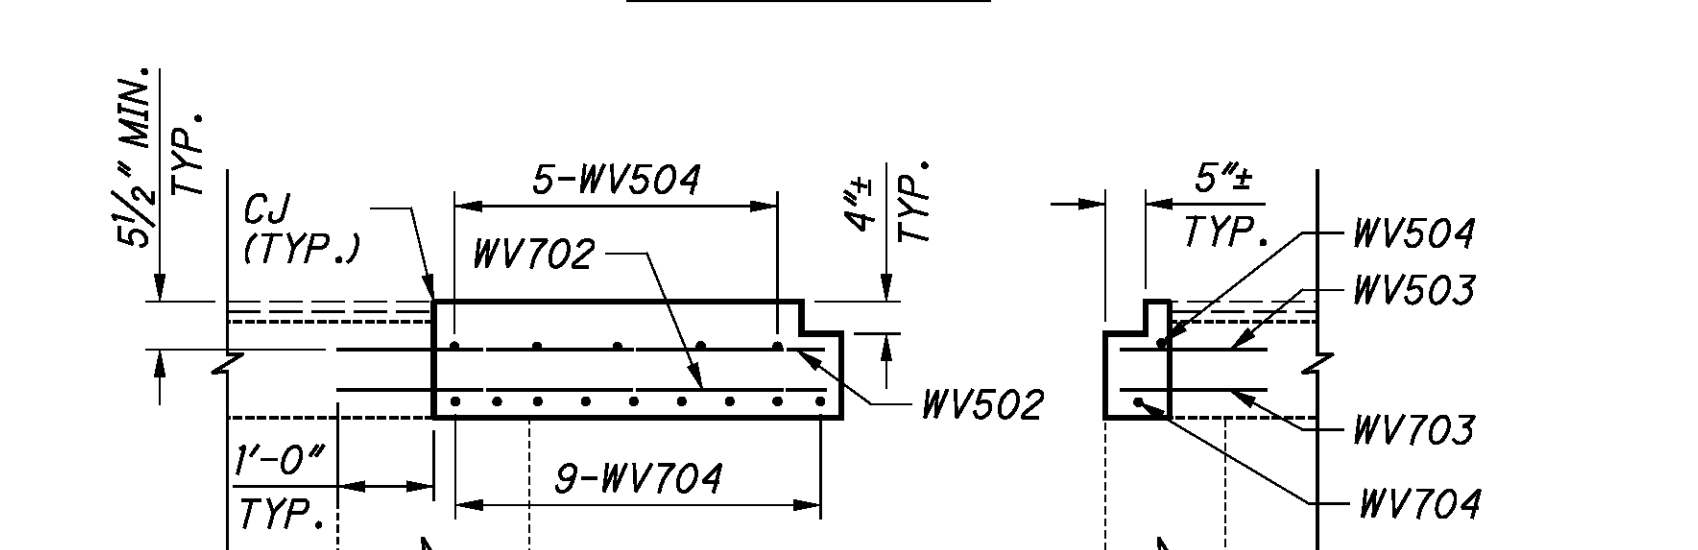 5½" MIN.
TYP.
CJ
(TYP.)
5-WV504
WV702
4"±
TYP.
5"±
TYP.
WV504
WV503
WV502
WV703
WV704
1'-0"
TYP.
9-WV704